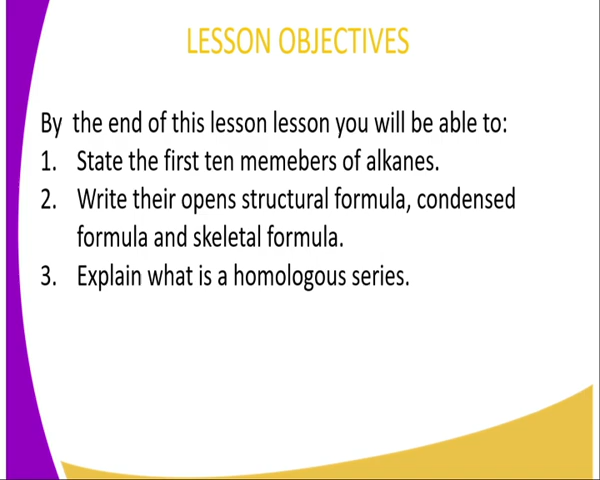 LESSON OBJECTIVES
By the end of this lesson lesson you will be able to:
1. State the first ten memebers of alkanes.
2. Write their opens structural formula, condensed
formula and skeletal formula.
3. Explain what is a homologous series.